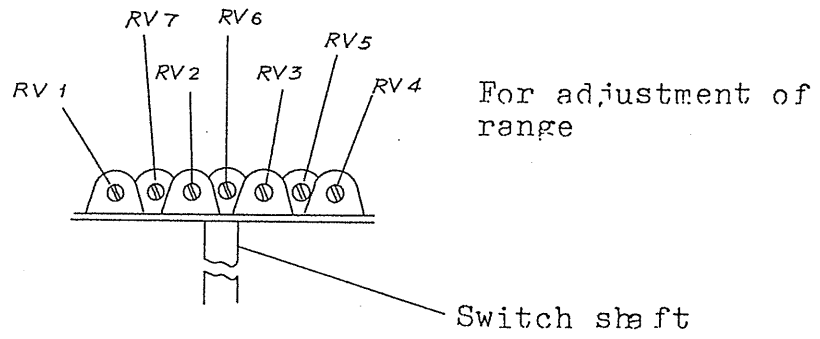 RV7 RV6
RV5
RV2 RV3
RV1 RV4
For adjustment of
range
Switch shaft